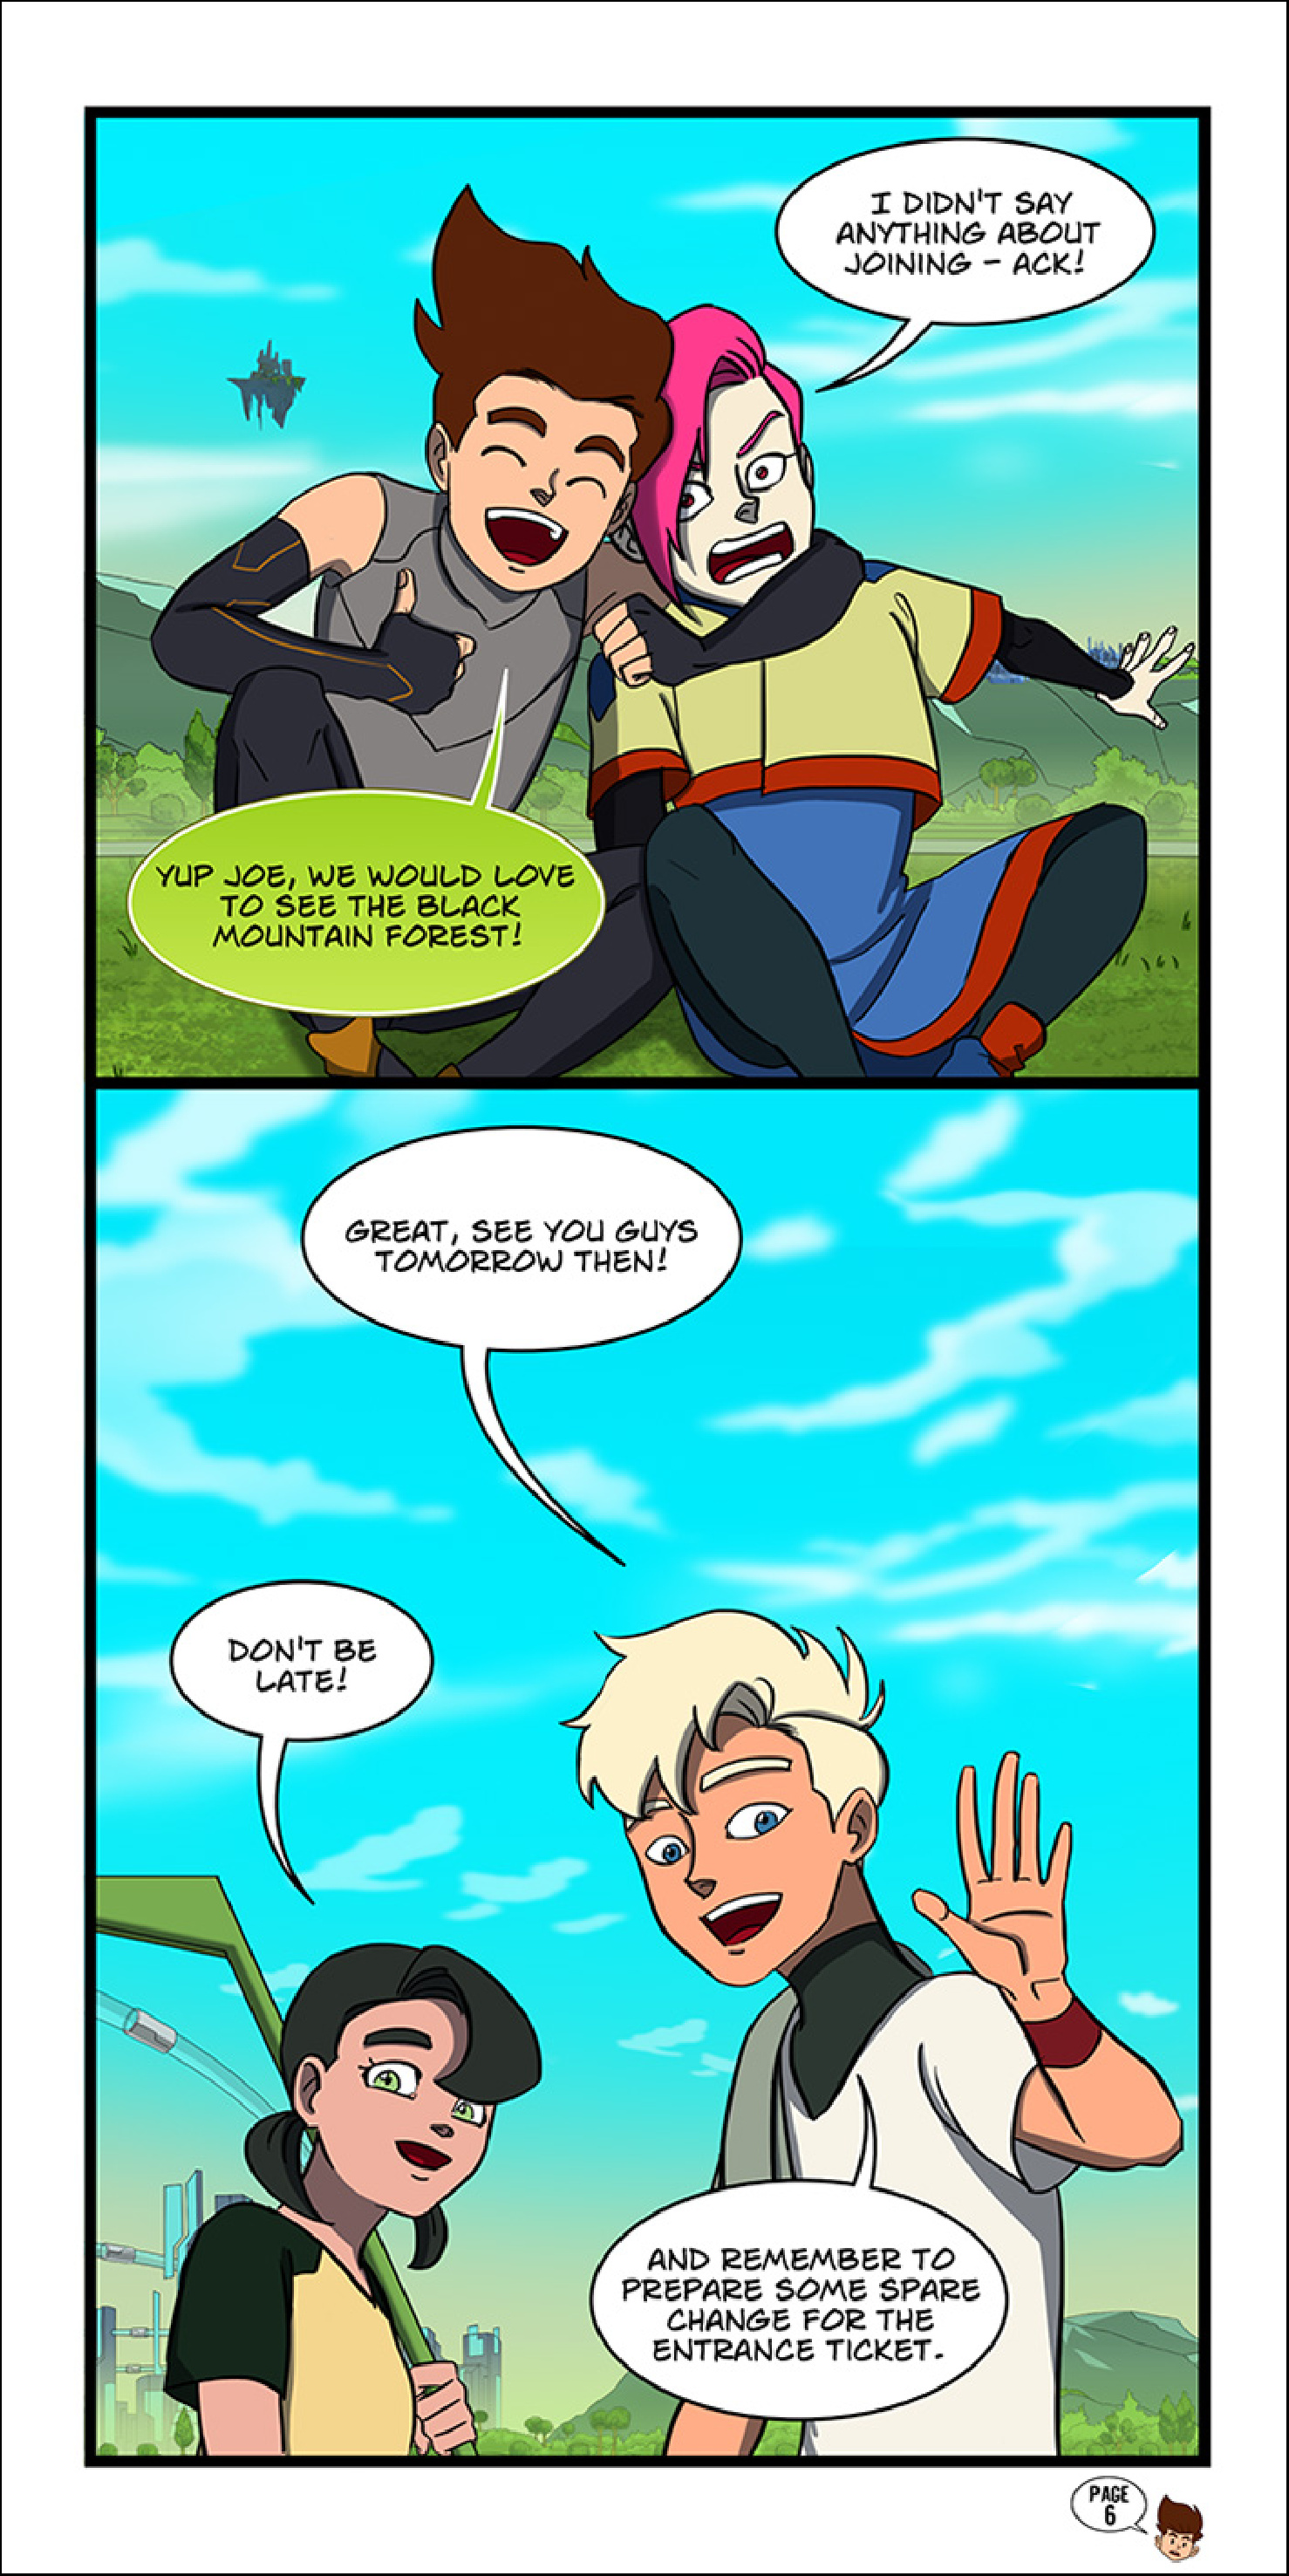 I DIDN'T SAY
ANYTHING ABOUT
JOINING - ACK!
YUP JOE, WE WOULD LOVE
TO SEE THE BLACK
MOUNTAIN FOREST!
GREAT, SEE YOU GUYS
TOMORROW THEN!
DON'T BE
LATE!
AND REMEMBER TO
PREPARE SOME SPARE
CHANGE FOR THE
ENTRANCE TICKET.
PAGE
6